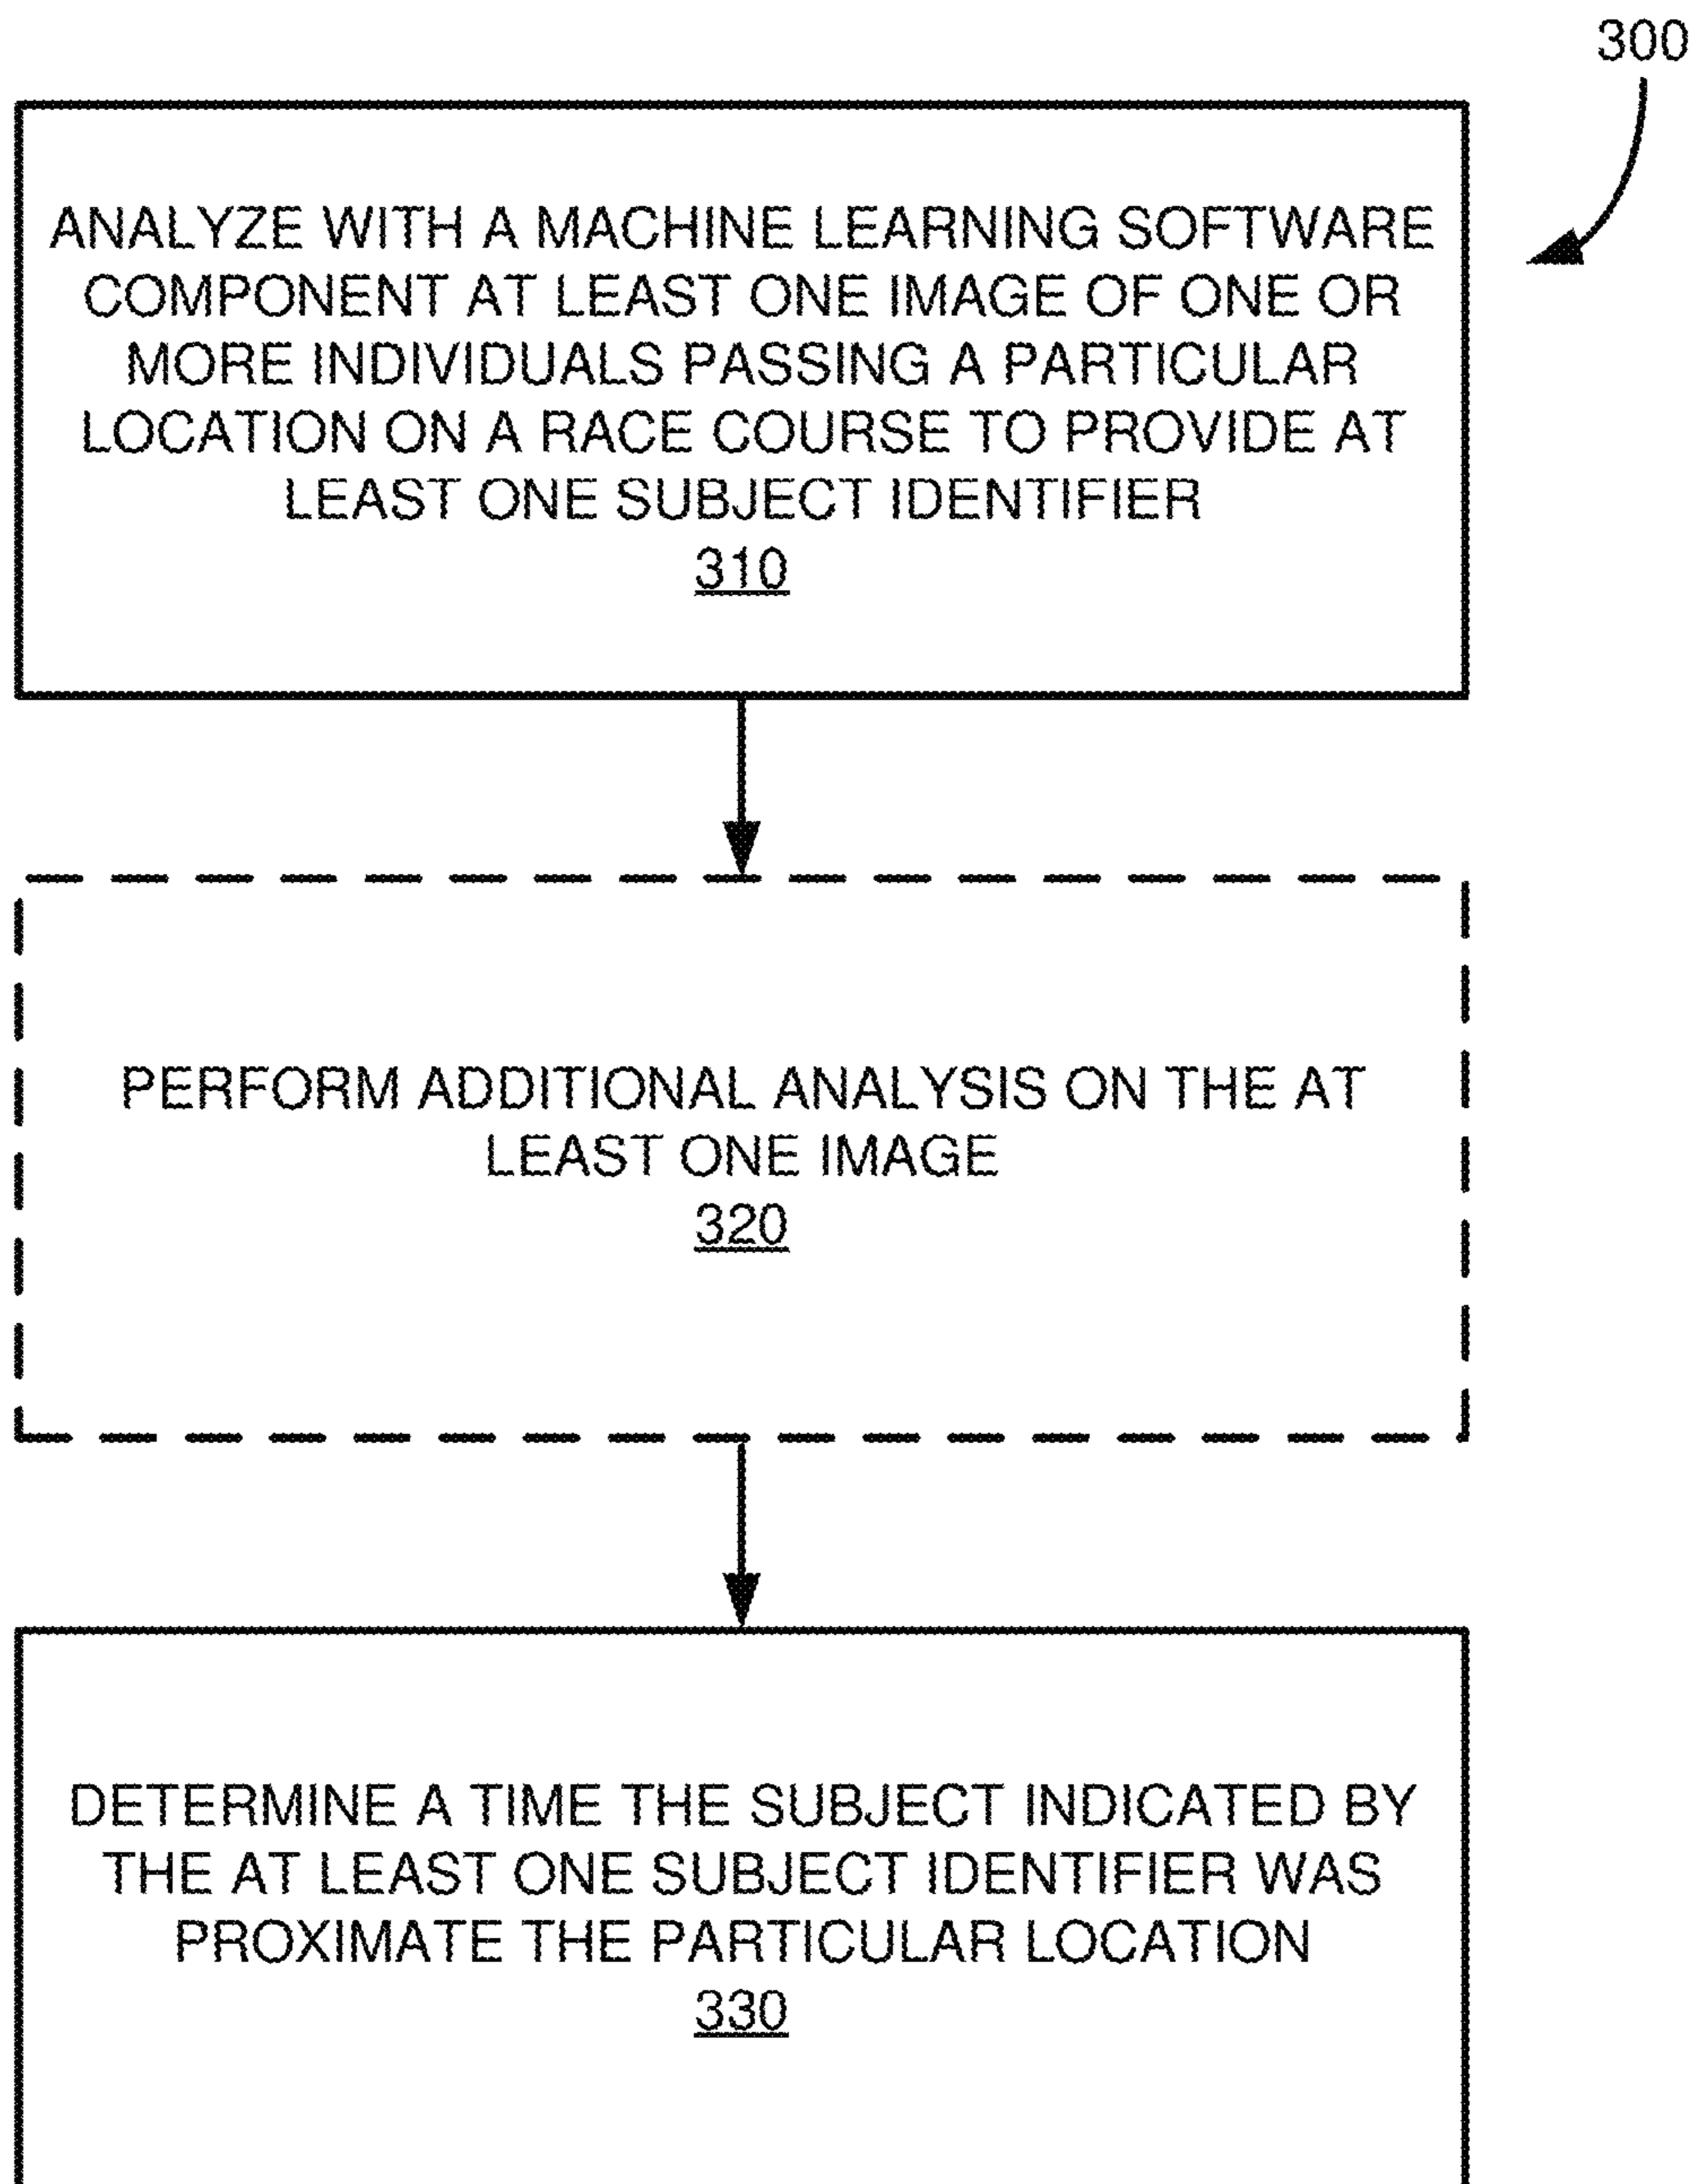 300
ANALYZE WITH A MACHINE LEARNING SOFTWARE
COMPONENT AT LEAST ONE IMAGE OF ONE OR
MORE INDIVIDUALS PASSING A PARTICULAR
LOCATION ON A RACE COURSE TO PROVIDE AT
LEAST ONE SUBJECT IDENTIFIER
310
PERFORM ADDITIONAL ANALYSIS ON THE AT
LEAST ONE IMAGE
320
DETERMINE A TIME THE SUBJECT INDICATED BY
THE AT LEAST ONE SUBJECT IDENTIFIER WAS
PROXIMATE THE PARTICULAR LOCATION
330